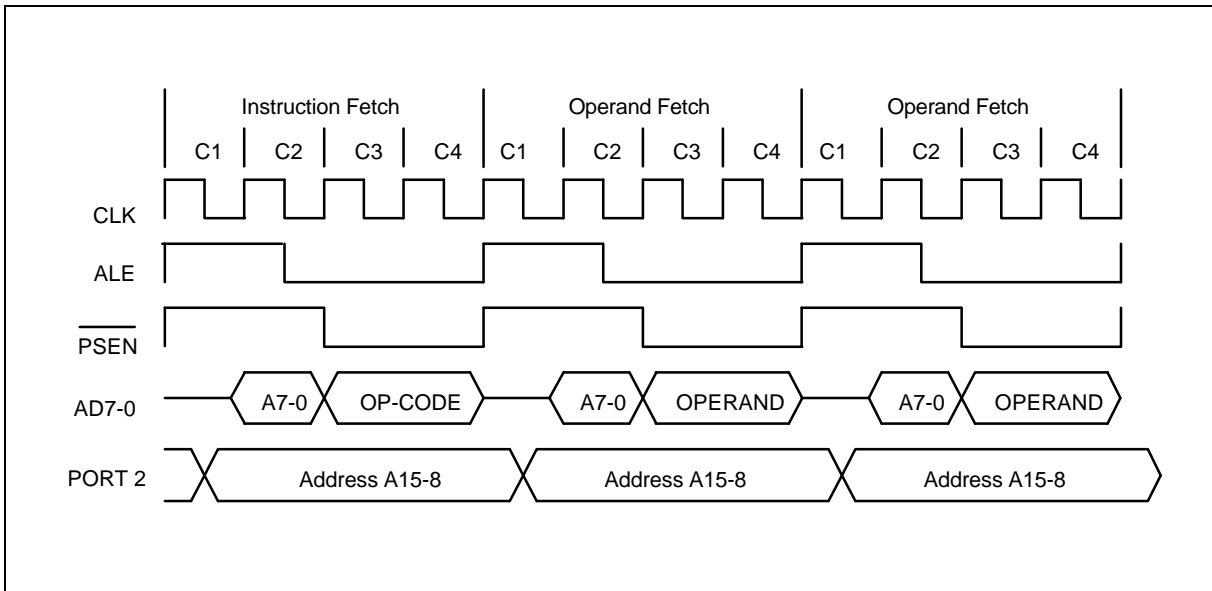 Instruction Fetch Operand Fetch Operand Fetch
C1 C2 C3 C4 C1 C2 C3 C4 C1 C2 C3 C4
CLK
ALE
PSEN
AD7-0 A7-0 OP-CODE A7-0 OPERAND A7-0 OPERAND
PORT 2 Address A15-8 Address A15-8 Address A15-8